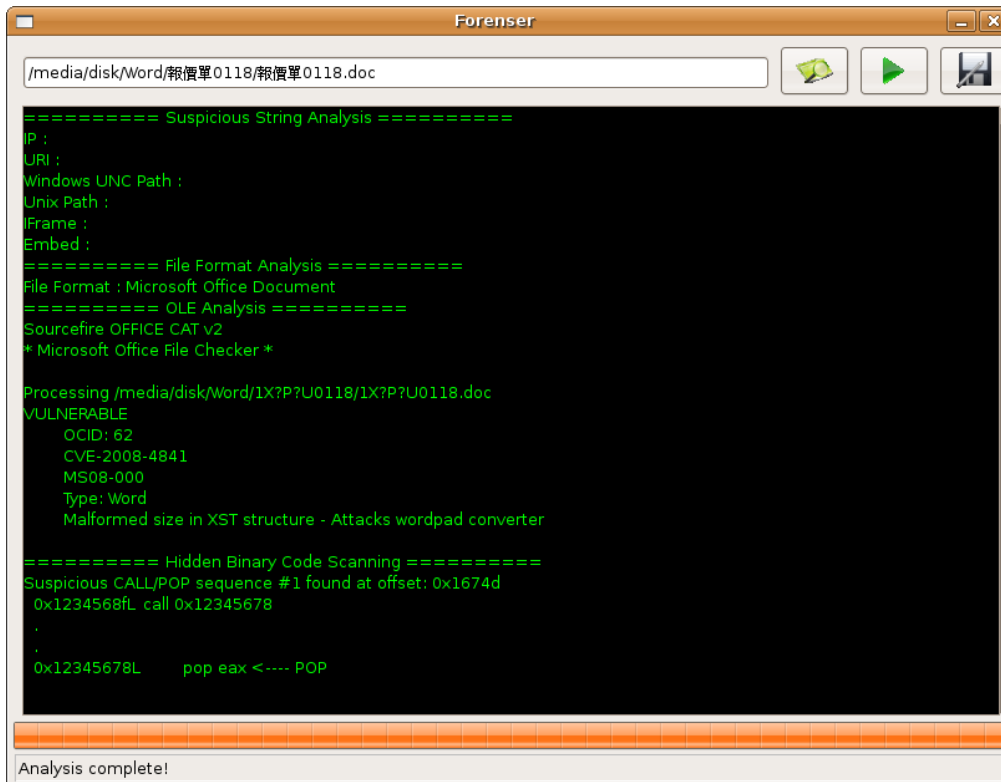 Forenser
/media/disk/Word/報價單0118/報價單0118.doc
========== Suspicious String Analysis ==========
IP :
URI :
Windows UNC Path :
Unix Path :
IFrame :
Embed :
========== File Format Analysis ==========
File Format : Microsoft Office Document
========== OLE Analysis ==========
Sourcefire OFFICE CAT v2
* Microsoft Office File Checker *
Processing /media/disk/Word/1X?P?U0118/1X?P?U0118.doc
VULNERABLE
OCID: 62
CVE-2008-4841
MS08-000
Type: Word
Malformed size in XST structure - Attacks wordpad converter
========== Hidden Binary Code Scanning ==========
Suspicious CALL/POP sequence #1 found at offset: 0x1674d
0x1234568fL call 0x12345678
.
.
0x12345678L pop eax <---- POP
Analysis complete!